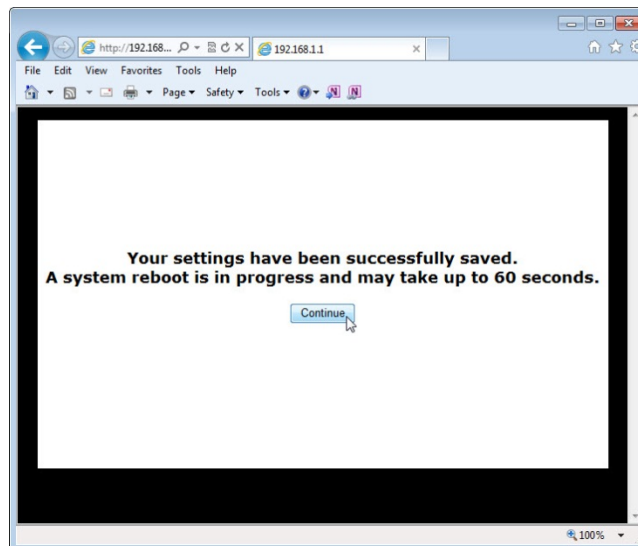 http://192.168...
192.168.1.1
File Edit View Favorites Tools Help
Page Safety Tools
Your settings have been successfully saved.
A system reboot is in progress and may take up to 60 seconds.
Continue
100%